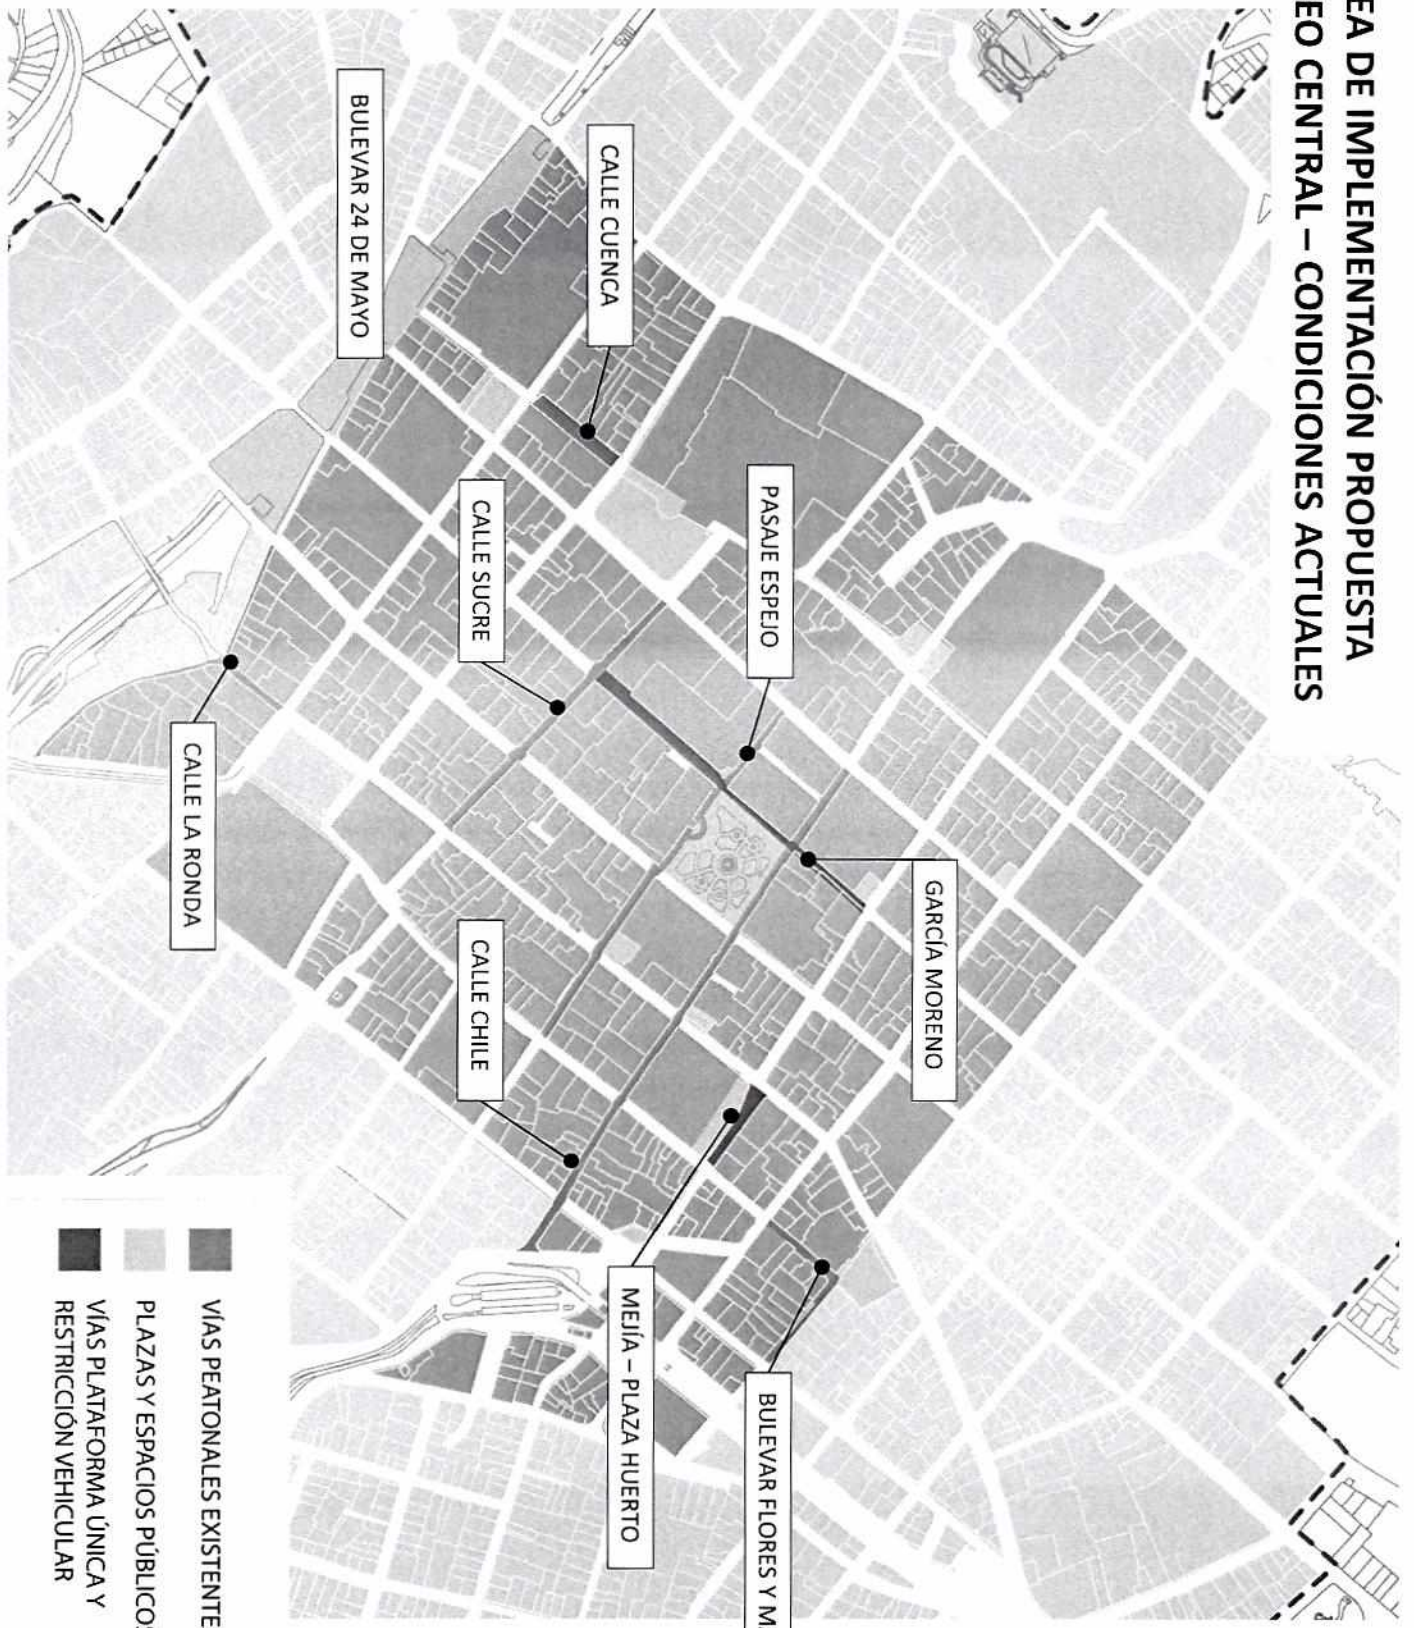 EA DE IMPLEMENTACIÓN PROPUESTA
EO CENTRAL – CONDICIONES ACTUALES
GARCÍA MORENO
PASAJE ESPEJO
BULEVAR FLORES Y M
CALLE CUENCA
MEJÍA – PLAZA HUERTO
CALLE SUCRE
CALLE CHILE
BULEVAR 24 DE MAYO
CALLE LA RONDA
VÍAS PEATONALES EXISTENTE
PLAZAS Y ESPACIOS PÚBLICOS
VÍAS PLATAFORMA ÚNICA Y
RESTRICCIÓN VEHICULAR